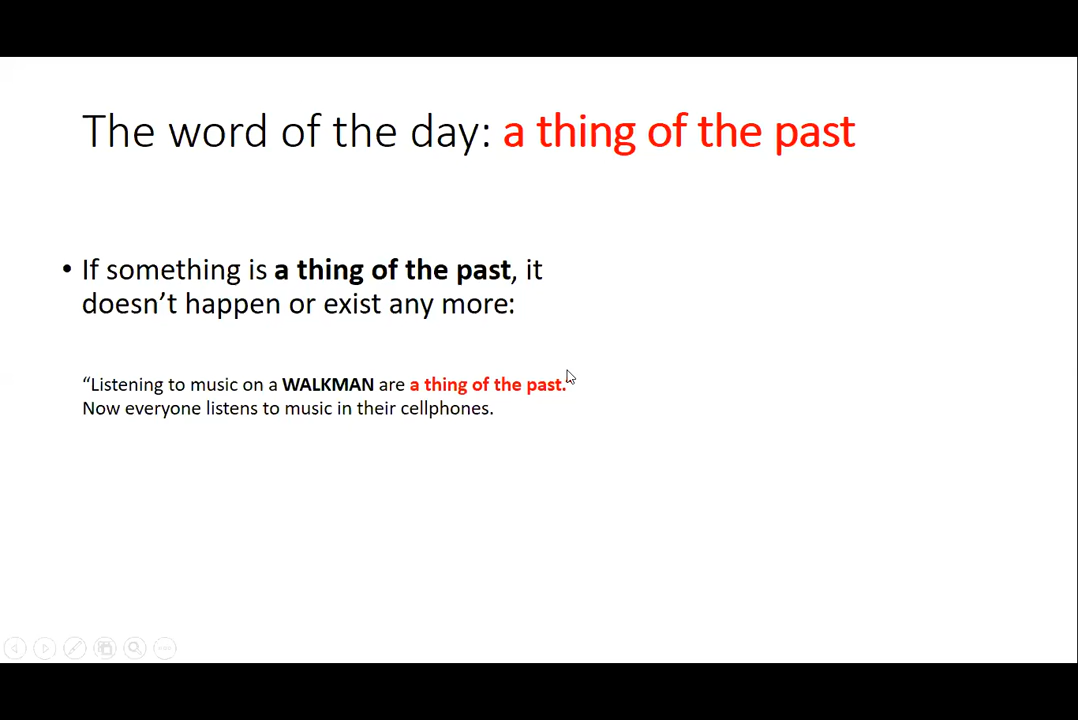 The word of the day: a thing of the past
• If something is a thing of the past, it
doesn’t happen or exist any more:
“Listening to music on a WALKMAN are a thing of the past.
Now everyone listens to music in their cellphones.